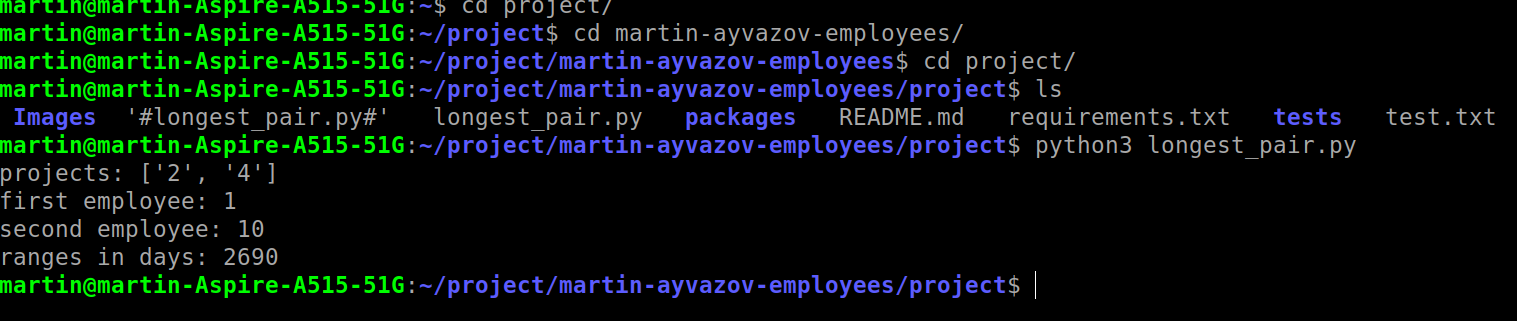 martin@martin-Aspire-A515-51G:~$ cd project/
martin@martin-Aspire-A515-51G:~/project$ cd martin-ayvazov-employees/
martin@martin-Aspire-A515-51G:~/project/martin-ayvazov-employees$ cd project/
martin@martin-Aspire-A515-51G:~/project/martin-ayvazov-employees/project$ ls
Images  '#longest_pair.py#'   longest_pair.py   packages   README.md   requirements.txt   tests   test.txt
martin@martin-Aspire-A515-51G:~/project/martin-ayvazov-employees/project$ python3 longest_pair.py
projects: ['2', '4']
first employee: 1
second employee: 10
ranges in days: 2690
martin@martin-Aspire-A515-51G:~/project/martin-ayvazov-employees/project$